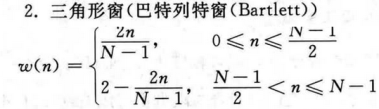 2. 三角形窗(巴特列特窗(Bartlett))
w(n) = { 2n/(N-1), 0⩽n⩽(N-1)/2
2-2n/(N-1), (N-1)/2<n⩽N-1